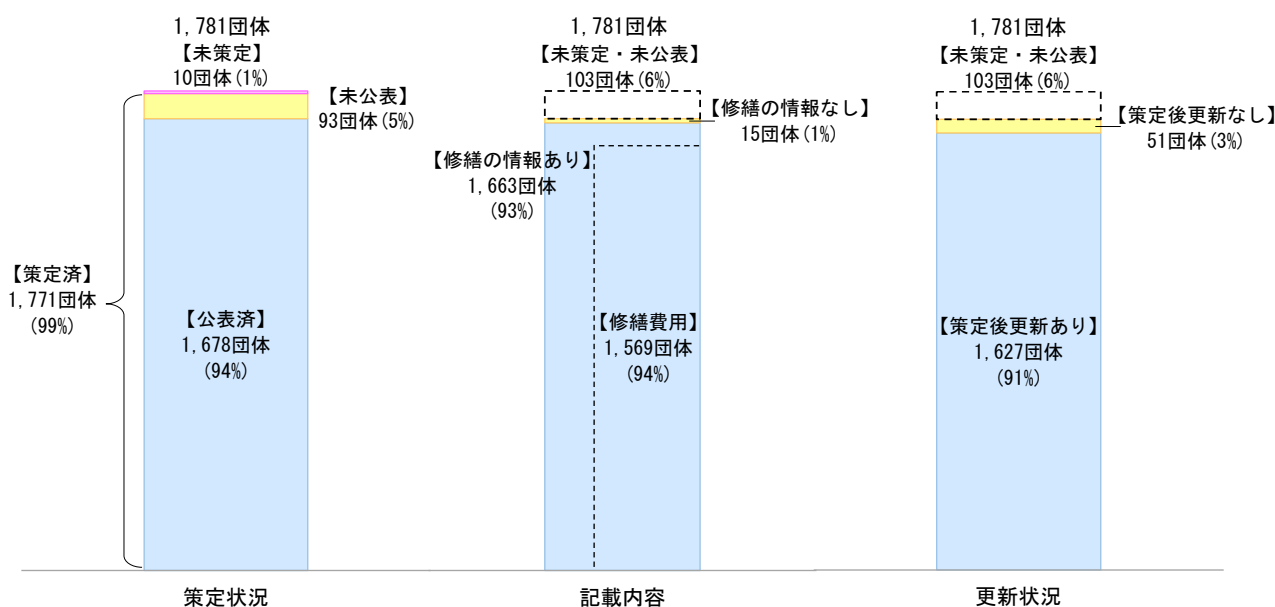 1,781団体
【未策定】
10団体(1%)
【未公表】
93団体(5%)
【策定済】
1,771団体
(99%)
【公表済】
1,678団体
(94%)
策定状況
1,781団体
【未策定・未公表】
103団体(6%)
【修繕の情報なし】
15団体(1%)
【修繕の情報あり】
1,663団体
(93%)
【修繕費用】
1,569団体
(94%)
記載内容
1,781団体
【未策定・未公表】
103団体(6%)
【策定後更新なし】
51団体(3%)
【策定後更新あり】
1,627団体
(91%)
更新状況